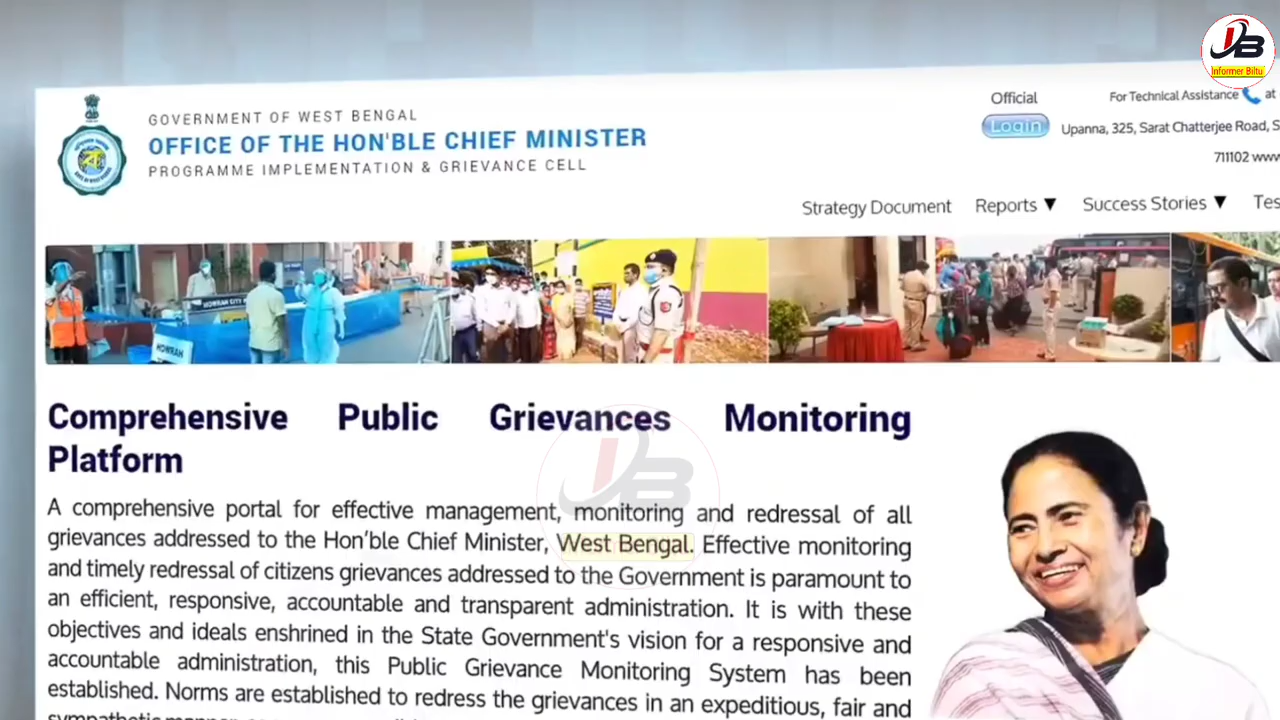 Informer Biltu
GOVERNMENT OF WEST BENGAL
OFFICE OF THE HON'BLE CHIEF MINISTER
PROGRAMME IMPLEMENTATION & GRIEVANCE CELL
Official
Login
For Technical Assistance at
Upanna, 325, Sarat Chatterjee Road, S
711102 www
Strategy Document Reports ▼ Success Stories ▼ Tes
HOWRAH CITY
HOWRAH
Comprehensive Public Grievances Monitoring
Platform
A comprehensive portal for effective management, monitoring and redressal of all
grievances addressed to the Hon’ble Chief Minister, West Bengal. Effective monitoring
and timely redressal of citizens grievances addressed to the Government is paramount to
an efficient, responsive, accountable and transparent administration. It is with these
objectives and ideals enshrined in the State Government's vision for a responsive and
accountable administration, this Public Grievance Monitoring System has been
established. Norms are established to redress the grievances in an expeditious, fair and